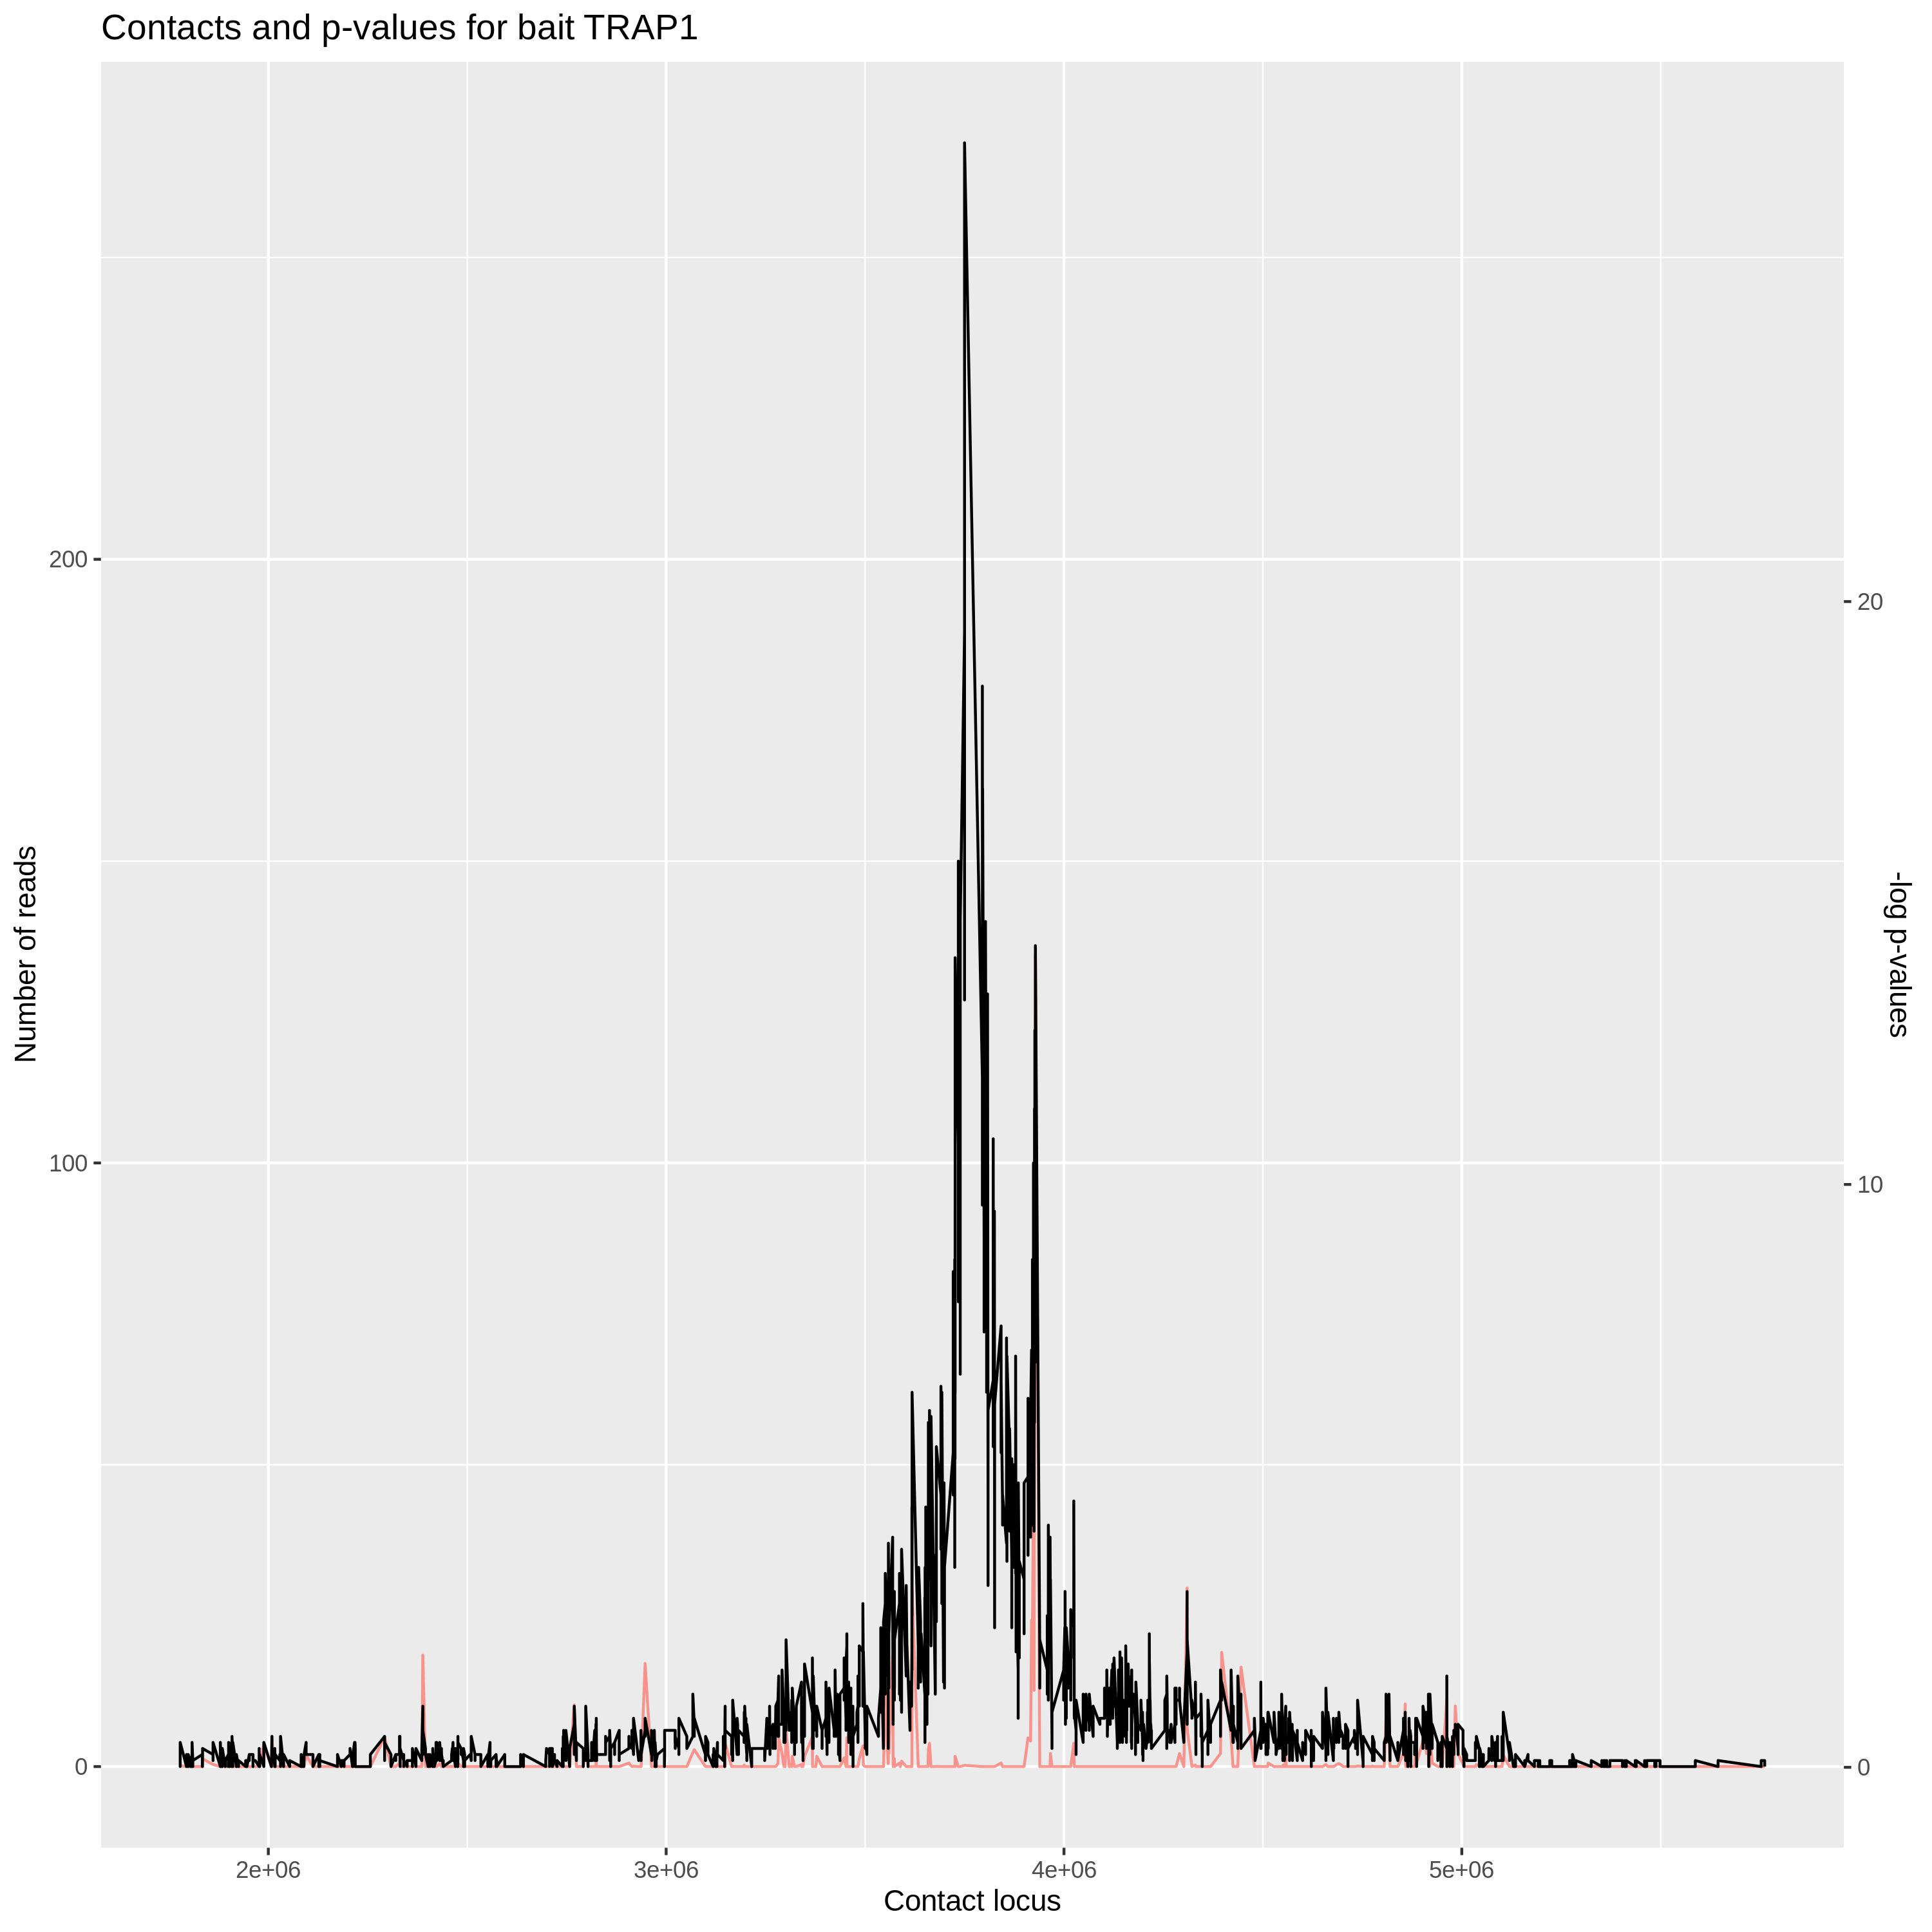 Contacts and p-values for bait TRAP1
Number of reads
200
100
0
20
10
0
-log p-values
2e+06
3e+06
4e+06
5e+06
Contact locus